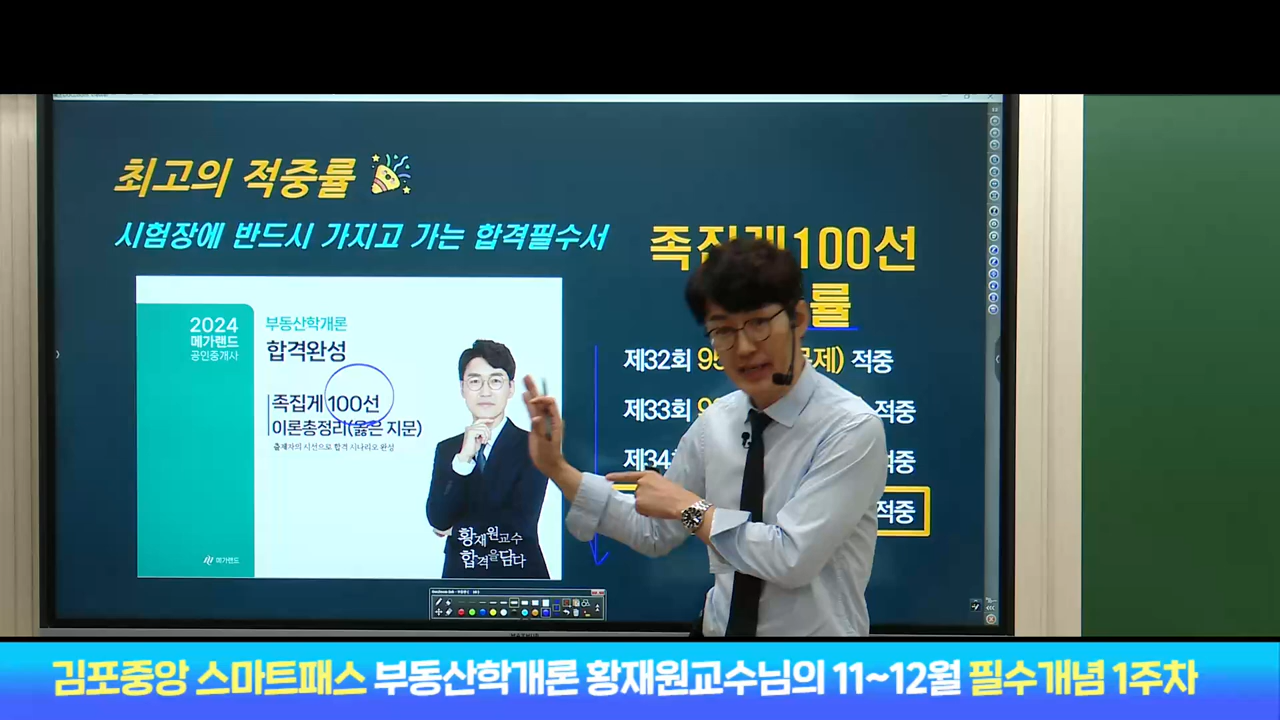 최고의 적중률
시험장에 반드시 가지고 가는 합격필수서
2024
메가랜드
공인중개사
부동산학개론
합격완성
족집게 100선
이론총정리(옳은 지문)
출제자의 시선으로 합격 시나리오 완성
황재원교수
합격을담다
메가랜드
족집게100선
률
제32회 적중
제33회 적중
적중
적중
김포중앙 스마트패스 부동산학개론 황재원교수님의 11~12월 필수개념 1주차